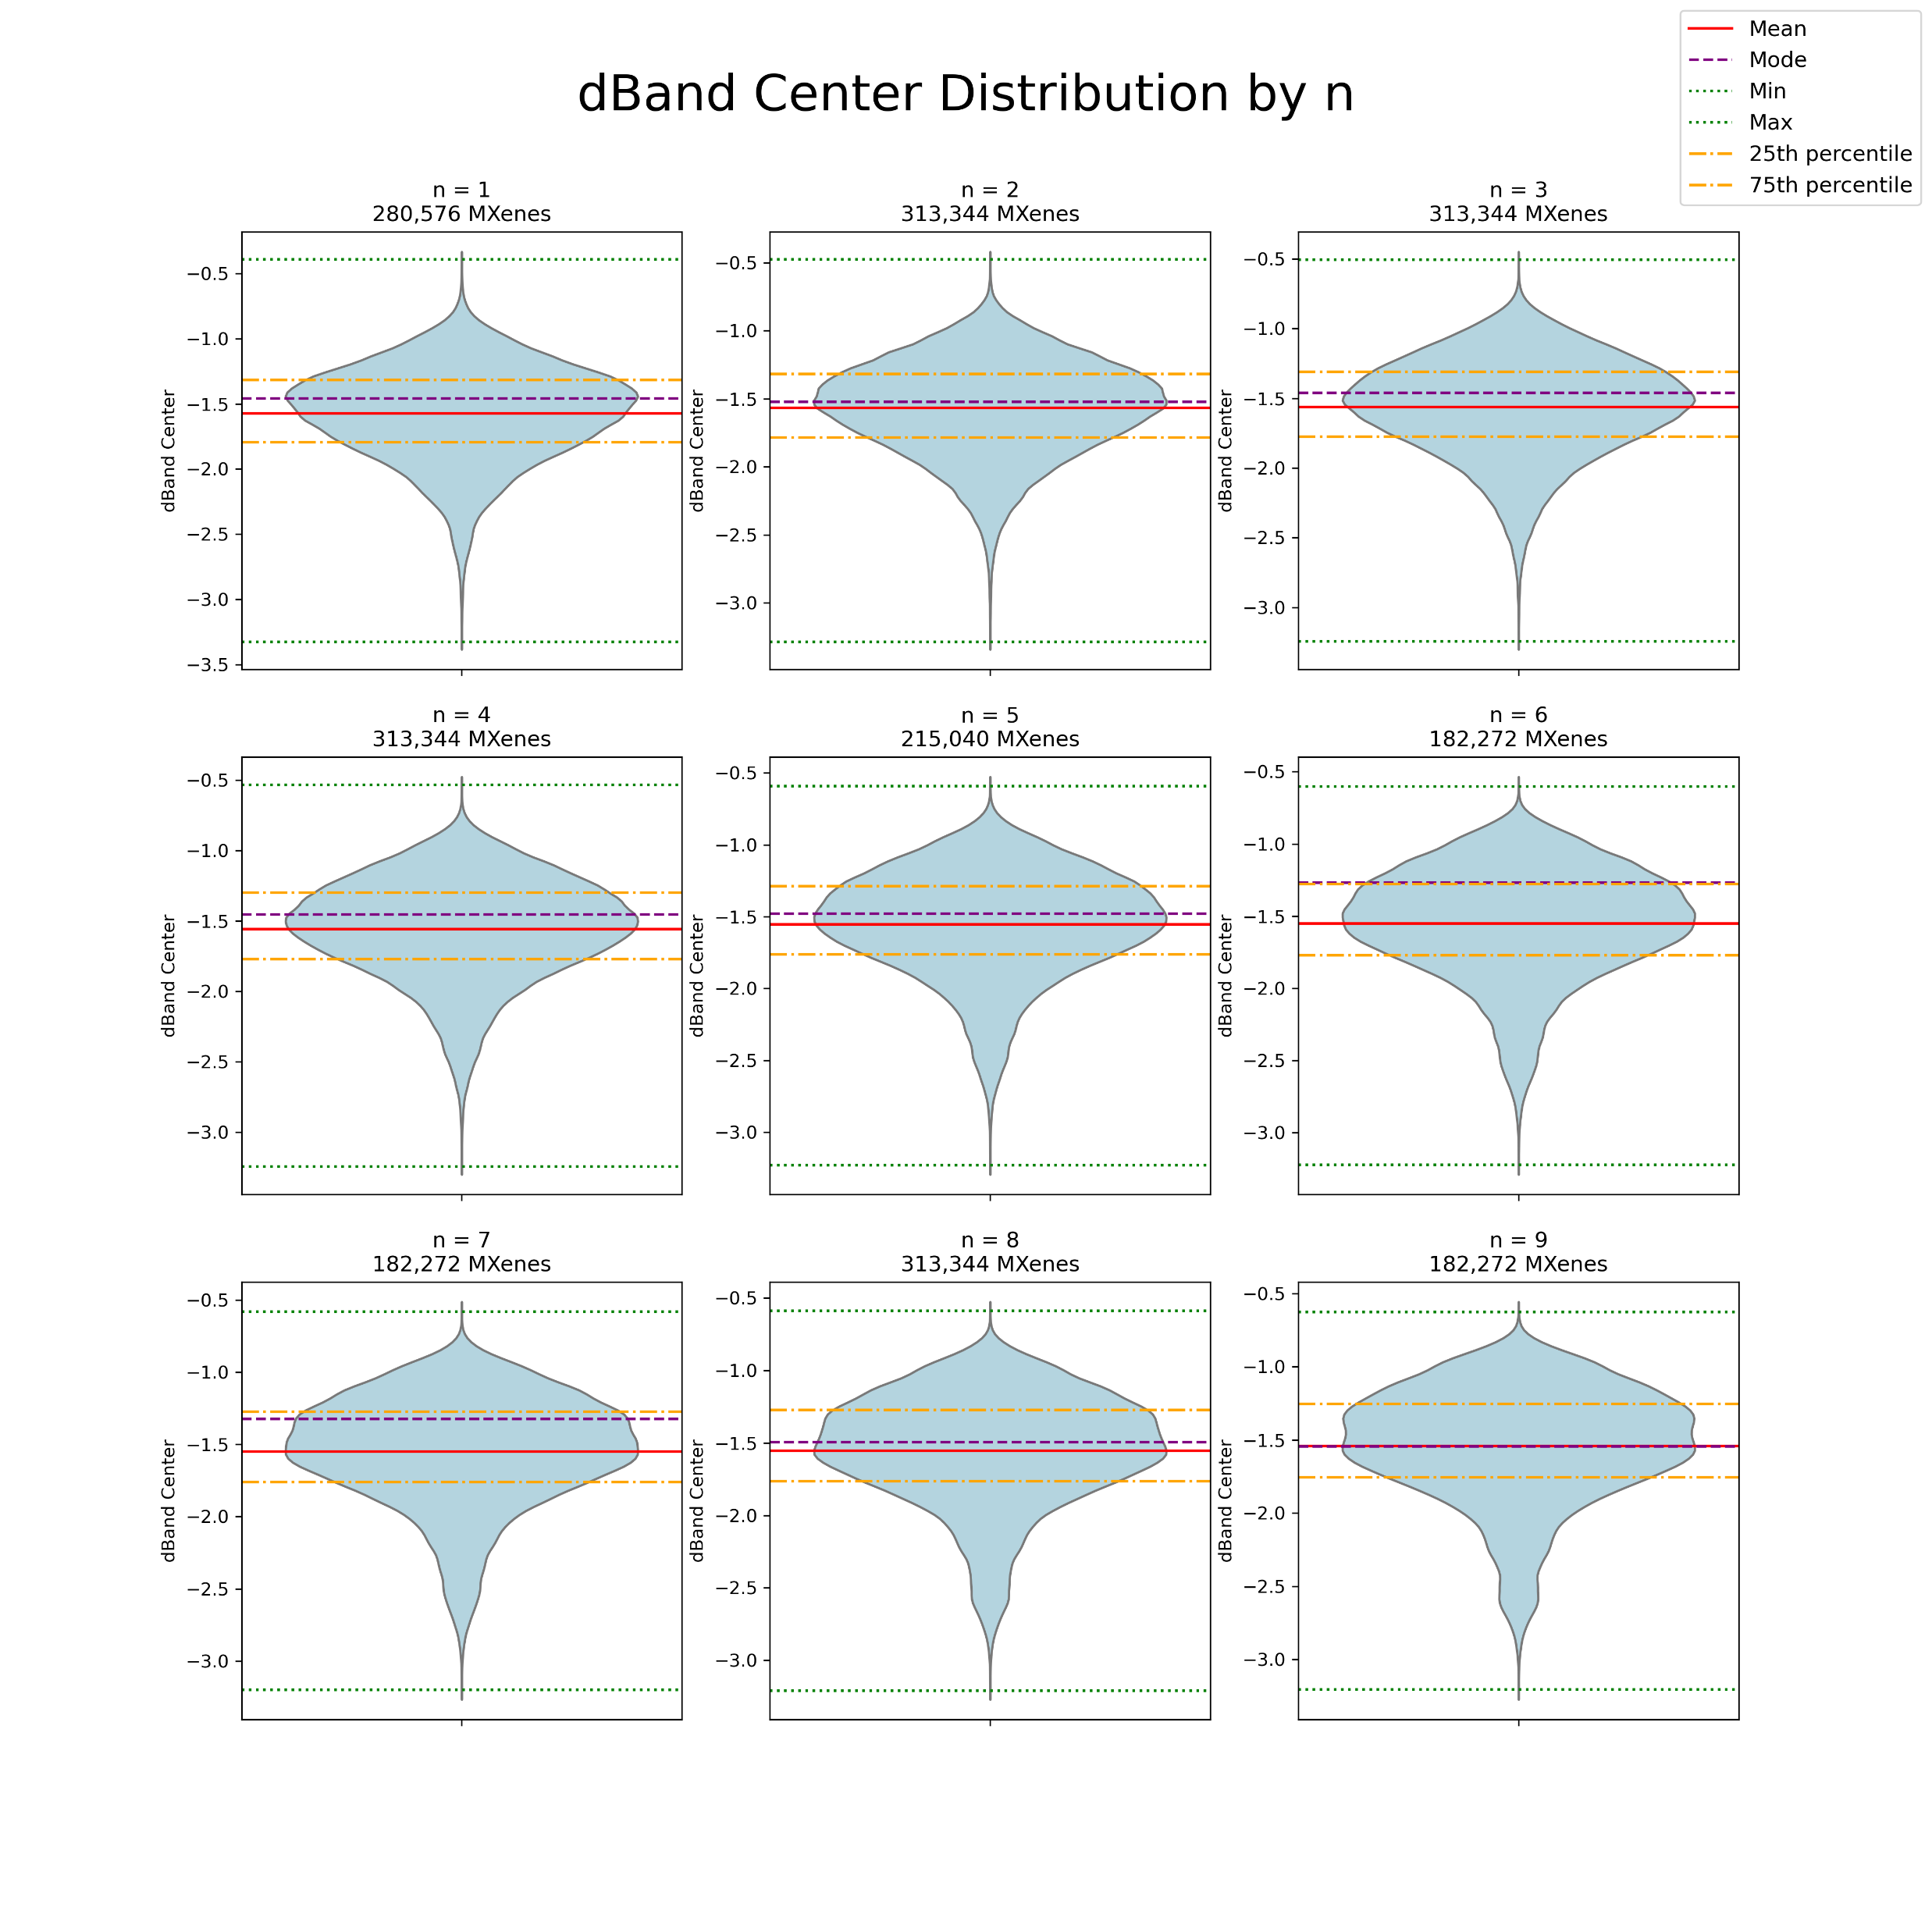 Mean
Mode
Min
Max
25th percentile
75th percentile
dBand Center Distribution by n
n = 1
280,576 MXenes
dBand Center
−0.5
−1.0
−1.5
−2.0
−2.5
−3.0
−3.5
n = 2
313,344 MXenes
dBand Center
−0.5
−1.0
−1.5
−2.0
−2.5
−3.0
n = 3
313,344 MXenes
dBand Center
−0.5
−1.0
−1.5
−2.0
−2.5
−3.0
n = 4
313,344 MXenes
dBand Center
−0.5
−1.0
−1.5
−2.0
−2.5
−3.0
n = 5
215,040 MXenes
dBand Center
−0.5
−1.0
−1.5
−2.0
−2.5
−3.0
n = 6
182,272 MXenes
dBand Center
−0.5
−1.0
−1.5
−2.0
−2.5
−3.0
n = 7
182,272 MXenes
dBand Center
−0.5
−1.0
−1.5
−2.0
−2.5
−3.0
n = 8
313,344 MXenes
dBand Center
−0.5
−1.0
−1.5
−2.0
−2.5
−3.0
n = 9
182,272 MXenes
dBand Center
−0.5
−1.0
−1.5
−2.0
−2.5
−3.0